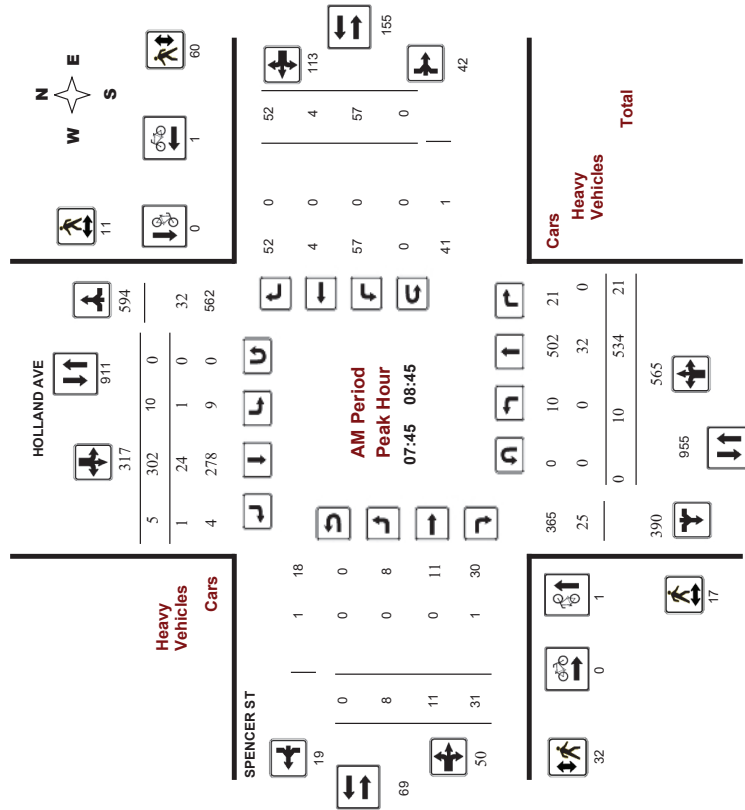 N
W E
S
60
1
11
0
HOLLAND AVE
911
317
594
5 302 10 0
1 24 1 0 32
4 278 9 0 562
Heavy
Vehicles
Cars
155
113
42
52 0 52
4 0 4
57 0 57
0 0 0
41 1
AM Period
Peak Hour
07:45 08:45
SPENCER ST
19
69
50
1 18
0 0 0
8 0 8
11 0 11
31 1 30
Cars
Heavy
Vehicles
Total
365 0 10 502 21
25 0 0 32 0
0 10 534 21
390
955
565
32
0
1
17